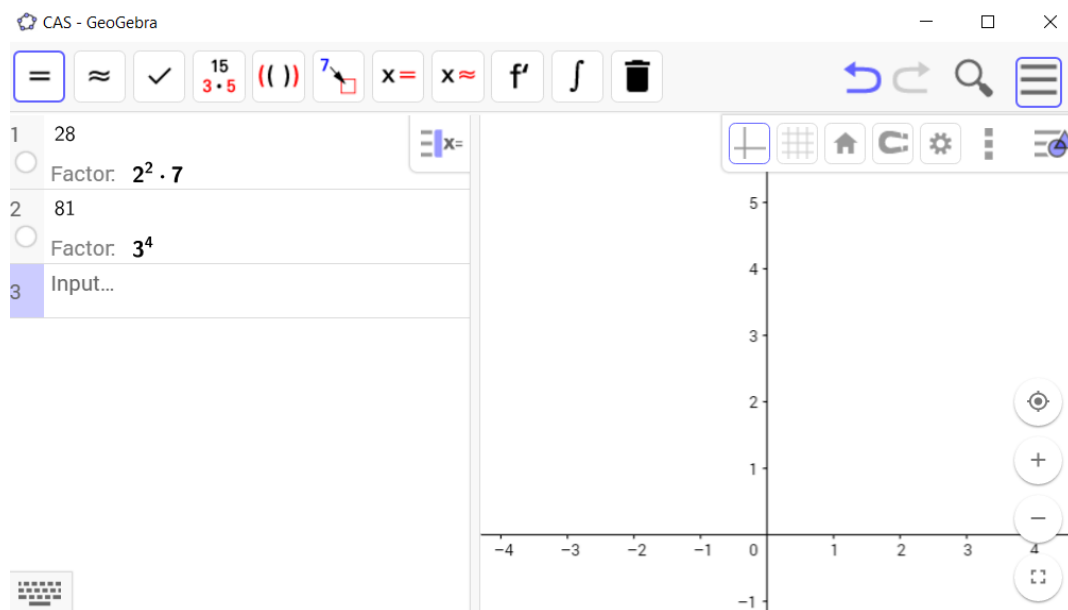 CAS - GeoGebra
= ≈ ✓ 15 3·5 (( )) 7 x= x≈ f′ ∫
1 28
Factor: 2² · 7
x=
2 81
Factor: 3⁴
3 Input...
5
4
3
2
1
−4 −3 −2 −1 0 1 2 3 4
−1